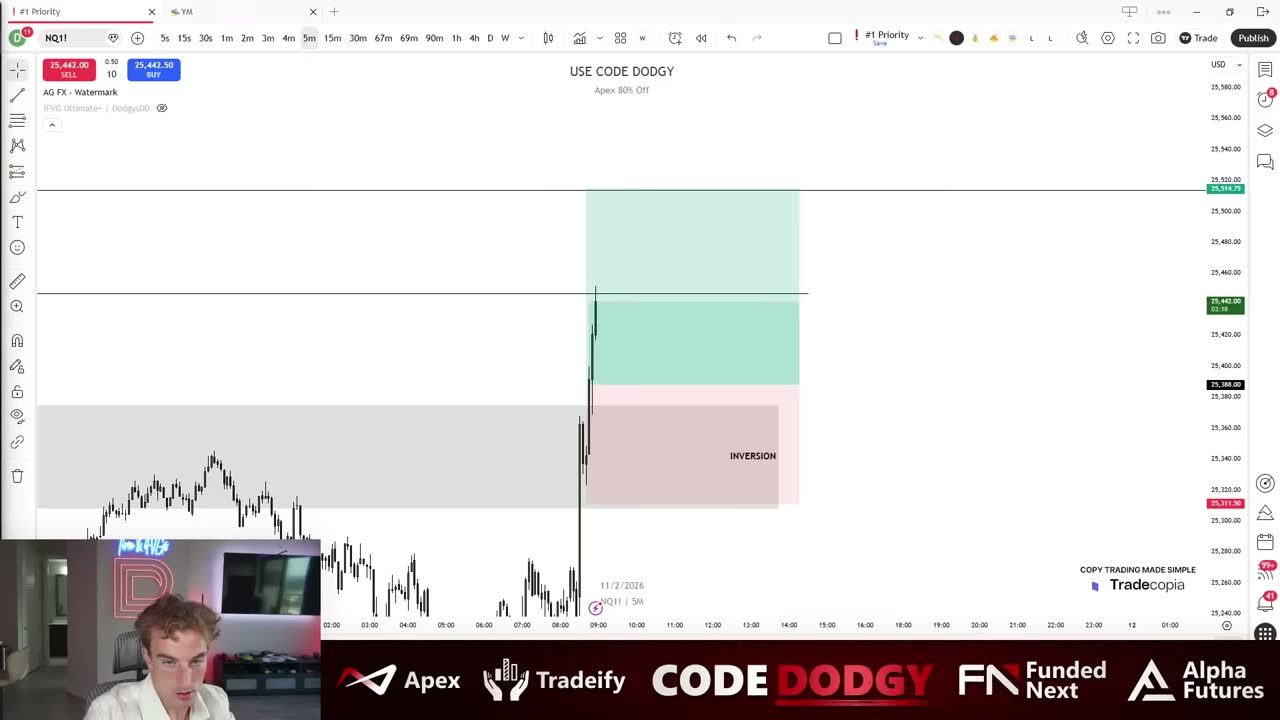 #1 Priority
YM
11
NQ1!
5s 15s 30s 1m 2m 3m 4m 5m 15m 30m 67m 69m 90m 1h 4h D W
W
#1 Priority
Save
L L
Trade
Publish
25,442.00
SELL
0.50
10
25,442.50
BUY
AG FX - Watermark
IFVG Ultimate+ | DodgysDD
USE CODE DODGY
Apex 80% Off
USD
25,580.00
25,560.00
25,540.00
25,520.00
25,514.75
25,500.00
25,480.00
25,460.00
25,442.00
03:18
25,420.00
25,400.00
25,388.00
25,380.00
25,360.00
25,340.00
25,320.00
25,311.50
25,300.00
25,280.00
25,260.00
25,240.00
8
99+
41
INVERSION
COPY TRADING MADE SIMPLE
Tradecopia
11/2/2026
NQ1! | 5M
02:00 03:00 04:00 05:00 06:00 07:00 08:00 09:00 10:00 11:00 12:00 13:00 14:00 15:00 16:00 17:00 18:00 19:00 20:00 21:00 22:00 23:00 12 01:00
D
Apex
Tradeify
CODE DODGY
FN
Funded
Next
Alpha
Futures